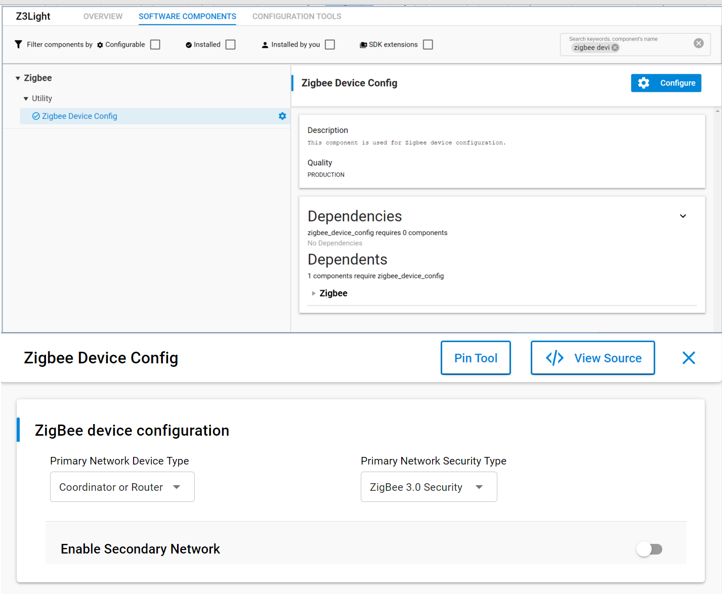 Z3Light OVERVIEW SOFTWARE COMPONENTS CONFIGURATION TOOLS
Filter components by Configurable Installed Installed by you SDK extensions
Search keywords, component's name
zigbee devi
Zigbee
Utility
Zigbee Device Config
Zigbee Device Config
Configure
Description
This component is used for Zigbee device configuration.
Quality
PRODUCTION
Dependencies
zigbee_device_config requires 0 components
No Dependencies
Dependents
1 components require zigbee_device_config
Zigbee
Zigbee Device Config Pin Tool </> View Source
ZigBee device configuration
Primary Network Device Type Primary Network Security Type
Coordinator or Router ZigBee 3.0 Security
Enable Secondary Network